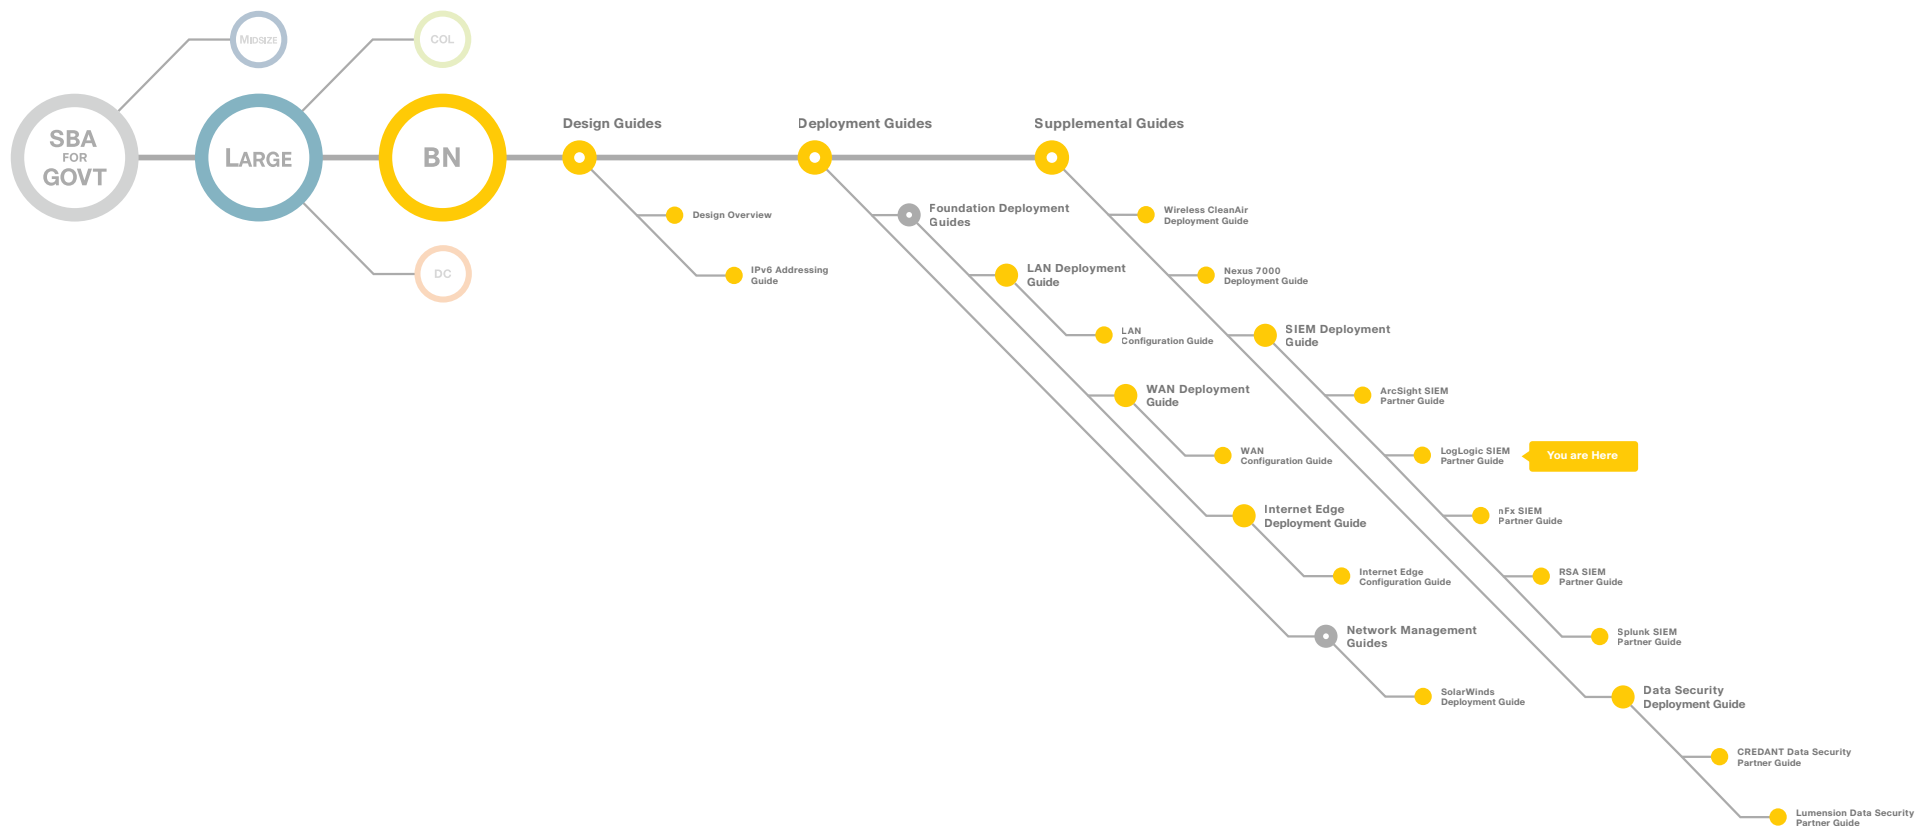 MIDSIZE
COL
SBA
FOR
GOVT
LARGE
BN
DC
Design Guides
Design Overview
IPv6 Addressing
Guide
Deployment Guides
Foundation Deployment
Guides
LAN Deployment
Guide
LAN
Configuration Guide
WAN Deployment
Guide
WAN
Configuration Guide
Internet Edge
Deployment Guide
Internet Edge
Configuration Guide
Network Management
Guides
SolarWinds
Deployment Guide
Supplemental Guides
Wireless CleanAir
Deployment Guide
Nexus 7000
Deployment Guide
SIEM Deployment
Guide
ArcSight SIEM
Partner Guide
LogLogic SIEM
Partner Guide
You are Here
nFx SIEM
Partner Guide
RSA SIEM
Partner Guide
Splunk SIEM
Partner Guide
Data Security
Deployment Guide
CREDANT Data Security
Partner Guide
Lumension Data Security
Partner Guide